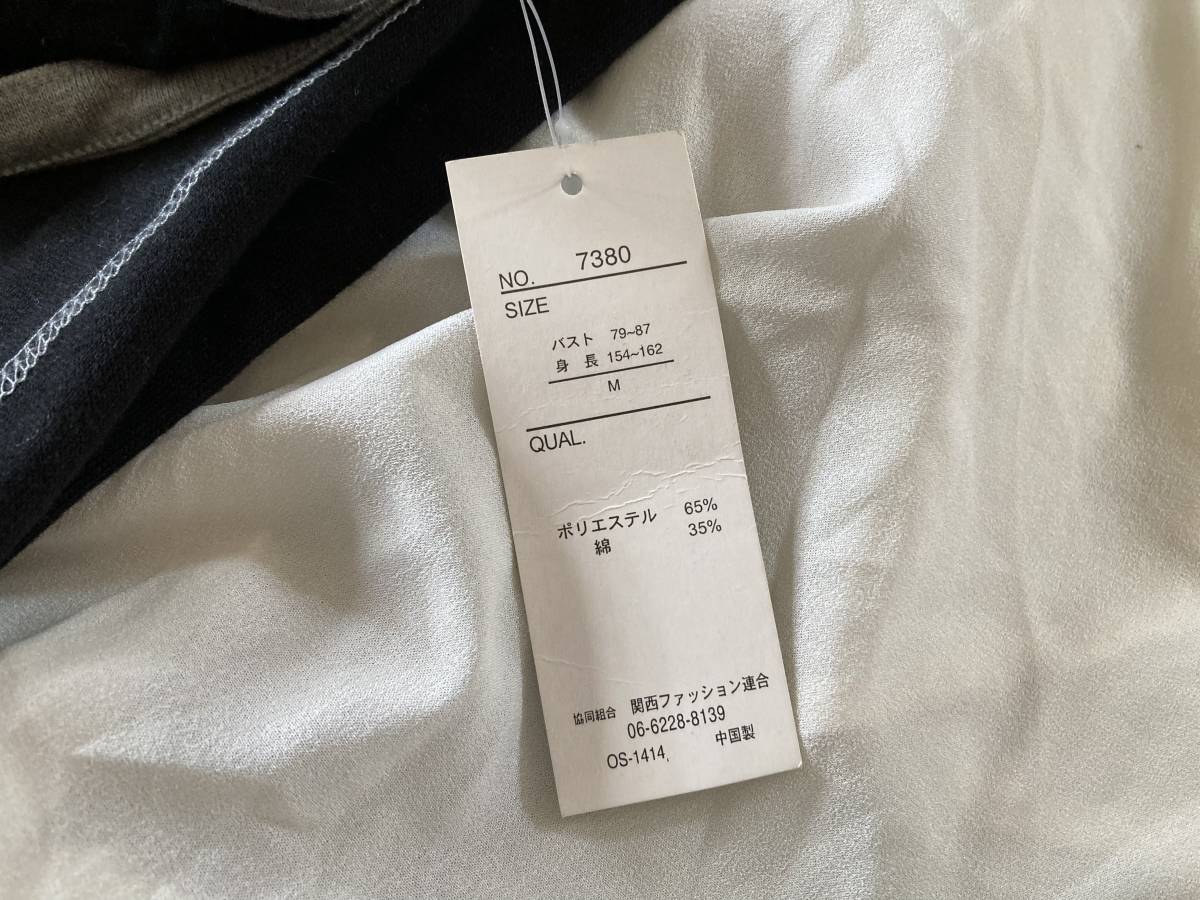 NO. 7380
SIZE
バスト 79~87
身 長 154~162
M
QUAL.
ポリエステル 65%
綿 35%
協同組合 関西ファッション連合
06-6228-8139
OS-1414 中国製